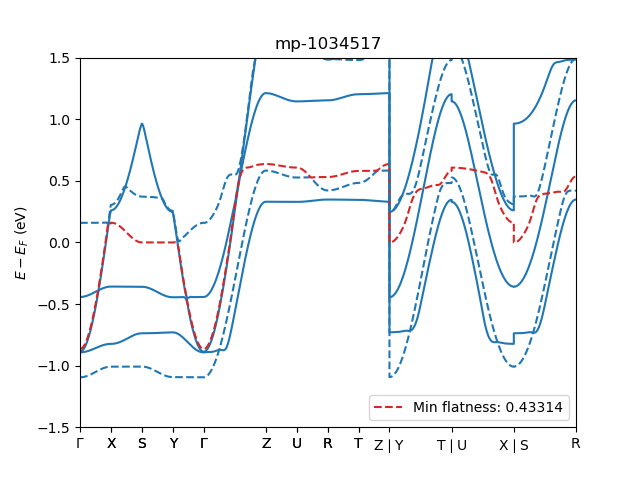 mp-1034517
E − E_F (eV)
1.5
1.0
0.5
0.0
−0.5
−1.0
−1.5
Min flatness: 0.43314
Γ X S Y Γ Z U R T Z | Y T | U X | S R